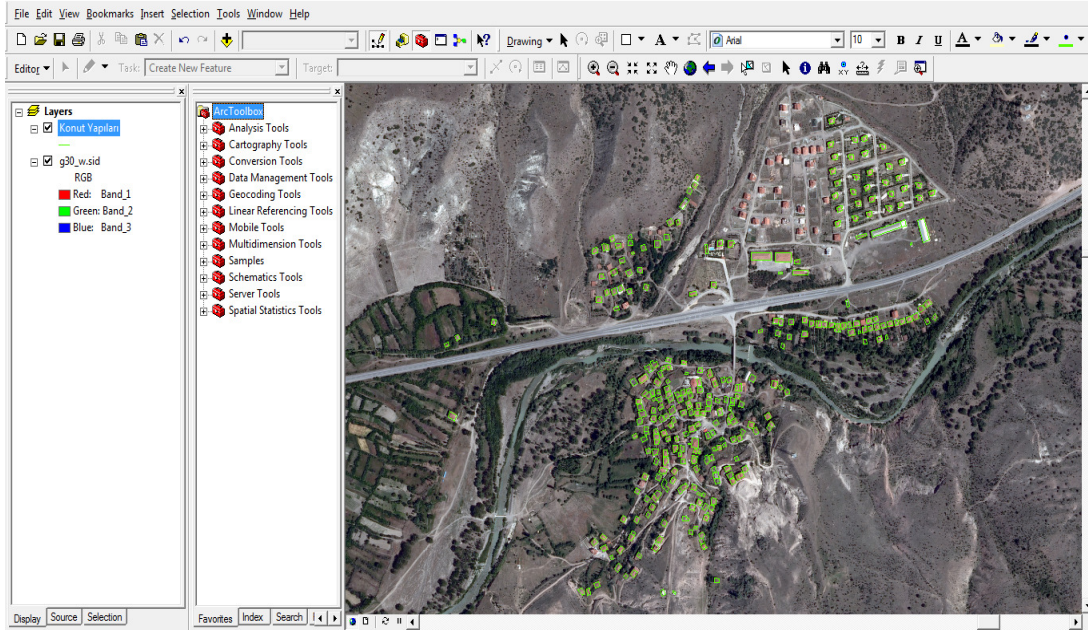 File Edit View Bookmarks Insert Selection Tools Window Help
Drawing A Arial 10 B I U A
Editor Task: Create New Feature Target: XY
Layers
Konut Yapıları
g30_w.sid
RGB
Red: Band_1
Green: Band_2
Blue: Band_3
Display Source Selection
ArcToolbox
Analysis Tools
Cartography Tools
Conversion Tools
Data Management Tools
Geocoding Tools
Linear Referencing Tools
Mobile Tools
Multidimension Tools
Samples
Schematics Tools
Server Tools
Spatial Statistics Tools
Favorites Index Search